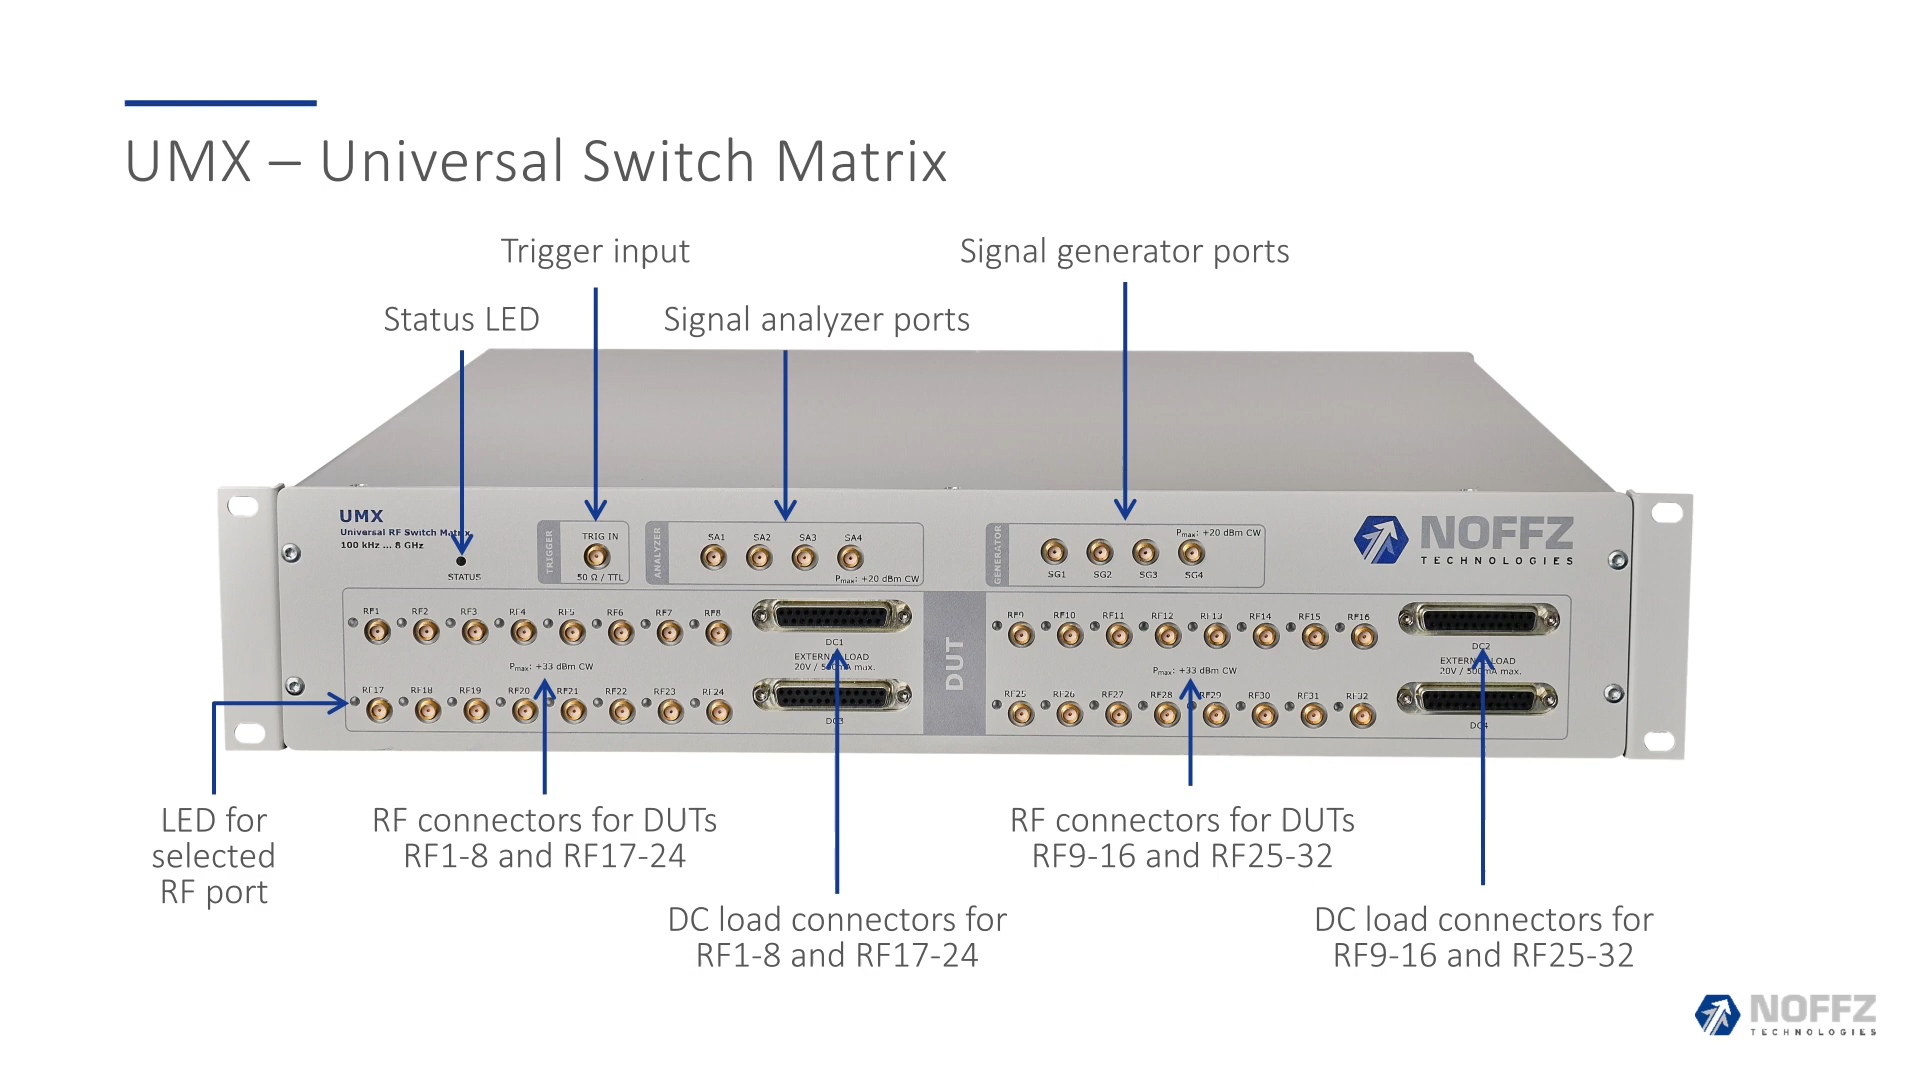 UMX – Universal Switch Matrix
Trigger input
Signal generator ports
Status LED
Signal analyzer ports
UMX
Universal RF Switch Matrix
100 kHz ... 8 GHz
STATUS
TRIGGER
TRIG IN
50 Ω / TTL
ANALYZER
SA1 SA2 SA3 SA4
Pmax: +20 dBm CW
GENERATOR
Pmax: +20 dBm CW
SG1 SG2 SG3 SG4
NOFFZ
TECHNOLOGIES
RF1 RF2 RF3 RF4 RF5 RF6 RF7 RF8
Pmax: +33 dBm CW
RF17 RF18 RF19 RF20 RF21 RF22 RF23 RF24
DC1
EXTERNAL LOAD
20V / 500mA max.
DC3
DUT
RF9 RF10 RF11 RF12 RF13 RF14 RF15 RF16
Pmax: +33 dBm CW
RF25 RF26 RF27 RF28 RF29 RF30 RF31 RF32
DC2
EXTERNAL LOAD
20V / 500mA max.
DC4
LED for
selected
RF port
RF connectors for DUTs
RF1-8 and RF17-24
DC load connectors for
RF1-8 and RF17-24
RF connectors for DUTs
RF9-16 and RF25-32
DC load connectors for
RF9-16 and RF25-32
NOFFZ
TECHNOLOGIES